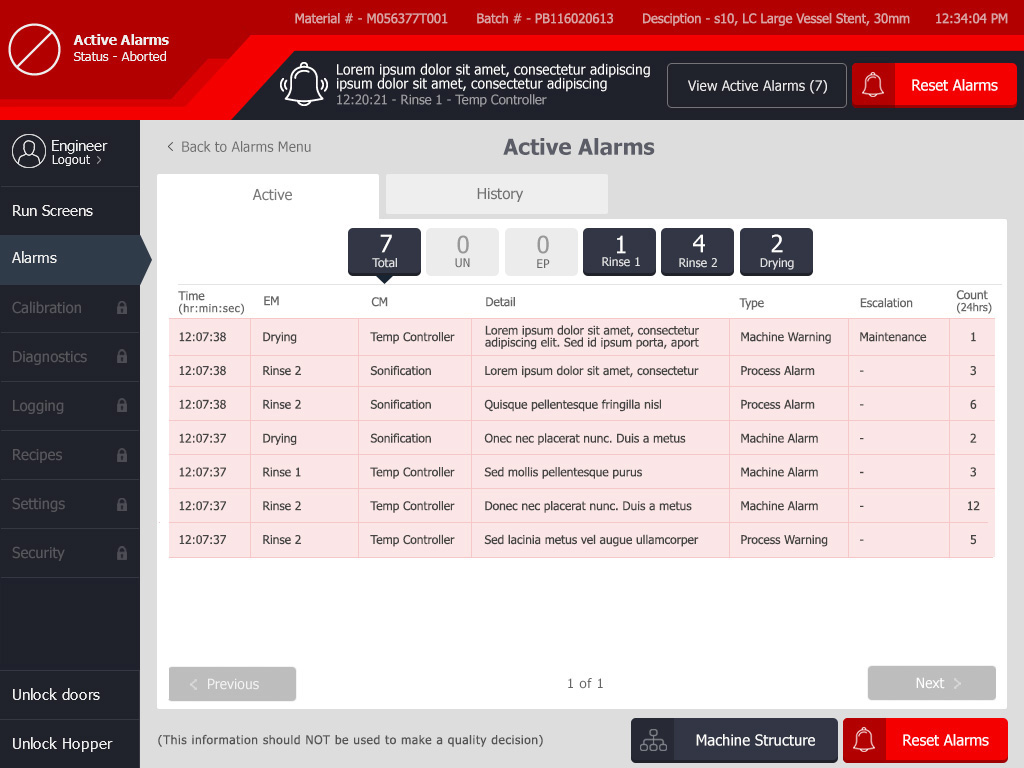 Material # - M056377T001 Batch # - PB116020613 Desciption - s10, LC Large Vessel Stent, 30mm 12:34:04 PM
Active Alarms
Status - Aborted
Lorem ipsum dolor sit amet, consectetur adipiscing
ipsum dolor sit amet, consectetur adipiscing
12:20:21 - Rinse 1 - Temp Controller
View Active Alarms (7)
Reset Alarms
Engineer
Logout >
Run Screens
Alarms
Calibration
Diagnostics
Logging
Recipes
Settings
Security
Unlock doors
Unlock Hopper
< Back to Alarms Menu
Active Alarms
Active
History
7 Total
0 UN
0 EP
1 Rinse 1
4 Rinse 2
2 Drying
Time (hr:min:sec) EM CM Detail Type Escalation Count (24hrs)
12:07:38 Drying Temp Controller Lorem ipsum dolor sit amet, consectetur adipiscing elit. Sed id ipsum porta, aport Machine Warning Maintenance 1
12:07:38 Rinse 2 Sonification Lorem ipsum dolor sit amet, consectetur Process Alarm - 3
12:07:38 Rinse 2 Sonification Quisque pellentesque fringilla nisl Process Alarm - 6
12:07:37 Drying Sonification Onec nec placerat nunc. Duis a metus Machine Alarm - 2
12:07:37 Rinse 1 Temp Controller Sed mollis pellentesque purus Machine Alarm - 3
12:07:37 Rinse 2 Temp Controller Donec nec placerat nunc. Duis a metus Machine Alarm - 12
12:07:37 Rinse 2 Temp Controller Sed lacinia metus vel augue ullamcorper Process Warning - 5
< Previous
1 of 1
Next >
(This information should NOT be used to make a quality decision)
Machine Structure
Reset Alarms